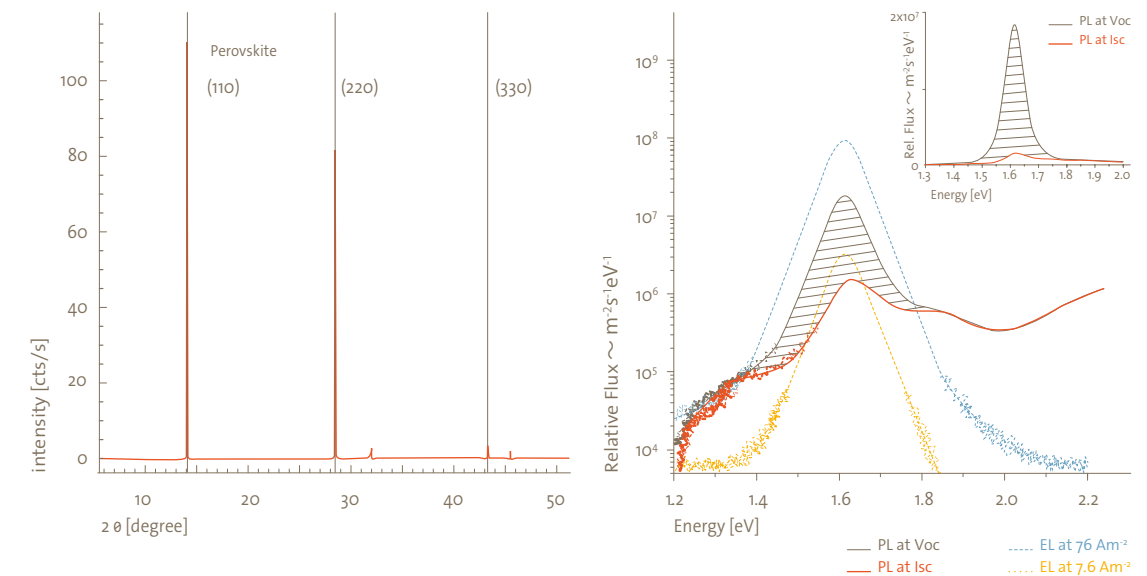 Perovskite
(110)
(220)
(330)
100
80
60
40
20
0
intensity [cts/s]
10
20
30
40
50
2 θ [degree]
10⁹
10⁸
10⁷
10⁶
10⁵
10⁴
Relative Flux ~ m⁻²s⁻¹eV⁻¹
1.2
1.4
1.6
1.8
2.0
2.2
Energy [eV]
PL at Voc
PL at Isc
EL at 76 Am⁻²
EL at 7.6 Am⁻²
2x10⁷
0
Rel. Flux ~ m⁻²s⁻¹eV⁻¹
1.3
1.4
1.5
1.6
1.7
1.8
1.9
2.0
Energy [eV]
PL at Voc
PL at Isc